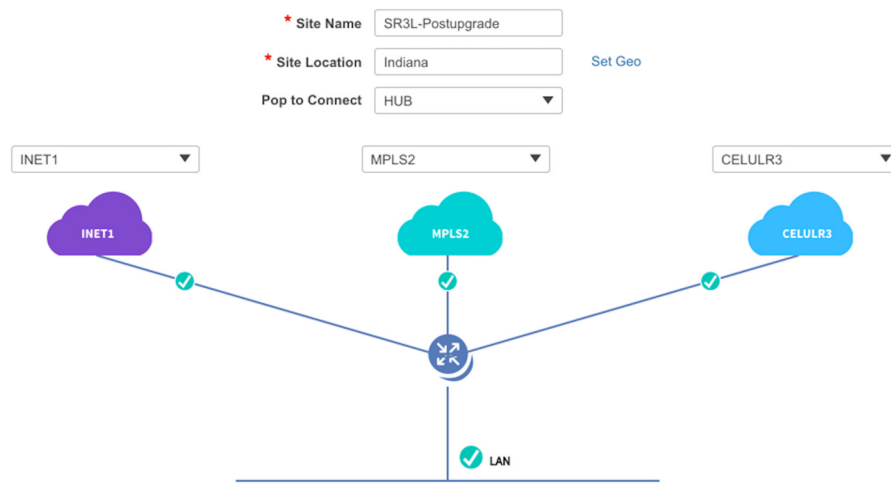 * Site Name SR3L-Postupgrade
* Site Location Indiana Set Geo
Pop to Connect HUB
INET1 MPLS2 CELULR3
INET1 MPLS2 CELULR3
LAN